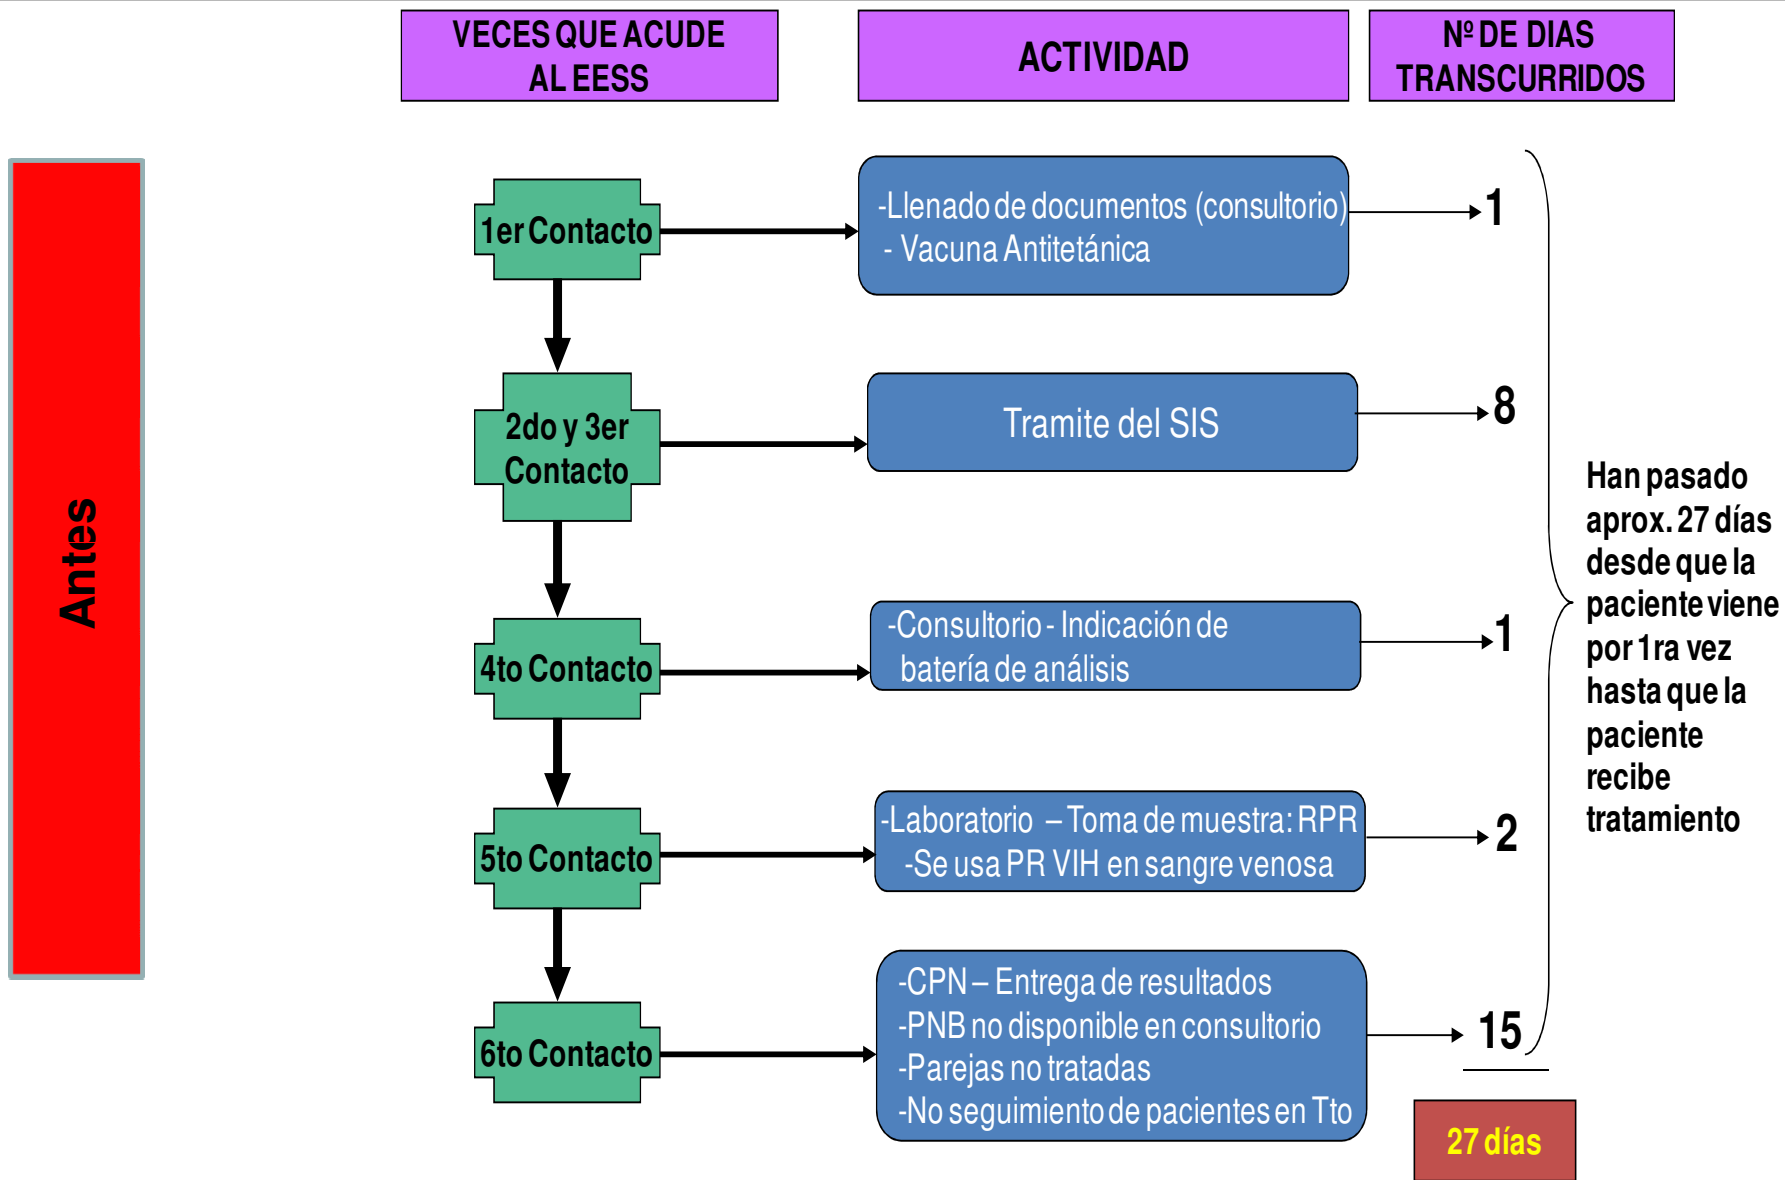 VECES QUE ACUDE
AL EESS
ACTIVIDAD
Nº DE DIAS
TRANSCURRIDOS
Antes
1er Contacto
-Llenado de documentos (consultorio)
- Vacuna Antitetánica
1
2do y 3er
Contacto
Tramite del SIS
8
4to Contacto
-Consultorio - Indicación de
batería de análisis
1
5to Contacto
-Laboratorio – Toma de muestra: RPR
-Se usa PR VIH en sangre venosa
2
6to Contacto
-CPN – Entrega de resultados
-PNB no disponible en consultorio
-Parejas no tratadas
-No seguimiento de pacientes en Tto
15
27 días
Han pasado
aprox. 27 días
desde que la
paciente viene
por 1ra vez
hasta que la
paciente
recibe
tratamiento